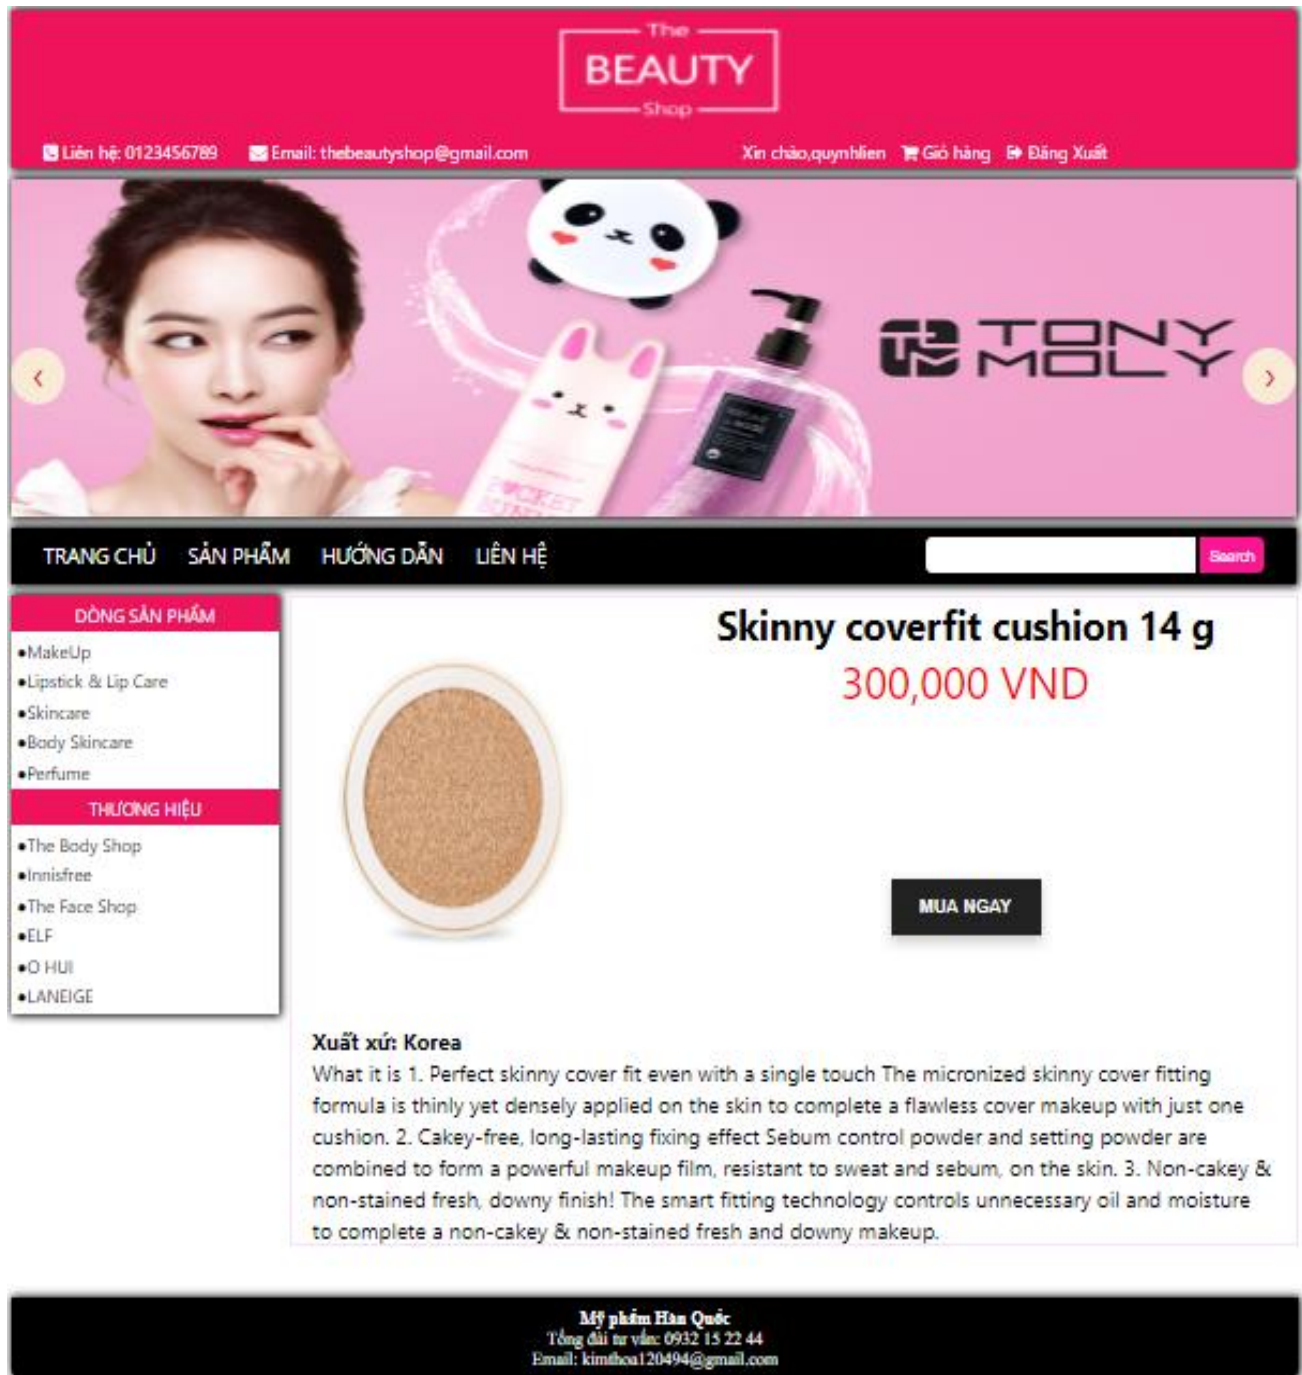 The
BEAUTY
Shop
Liên hệ: 0123456789 Email: thebeautyshop@gmail.com Xin chào,quynhlien Giỏ hàng Đăng Xuất
TONY
MOLY
POCKET
TRANG CHỦ SẢN PHẨM HƯỚNG DẪN LIÊN HỆ Search
DÒNG SẢN PHẨM
●MakeUp
●Lipstick & Lip Care
●Skincare
●Body Skincare
●Perfume
THƯƠNG HIỆU
●The Body Shop
●Innisfree
●The Face Shop
●ELF
●O HUI
●LANEIGE
Skinny coverfit cushion 14 g
300,000 VND
MUA NGAY
Xuất xứ: Korea
What it is 1. Perfect skinny cover fit even with a single touch The micronized skinny cover fitting
formula is thinly yet densely applied on the skin to complete a flawless cover makeup with just one
cushion. 2. Cakey-free, long-lasting fixing effect Sebum control powder and setting powder are
combined to form a powerful makeup film, resistant to sweat and sebum, on the skin. 3. Non-cakey &
non-stained fresh, downy finish! The smart fitting technology controls unnecessary oil and moisture
to complete a non-cakey & non-stained fresh and downy makeup.
Mỹ phẩm Hàn Quốc
Tổng đài tư vấn: 0932 15 22 44
Email: kimthoa120494@gmail.com